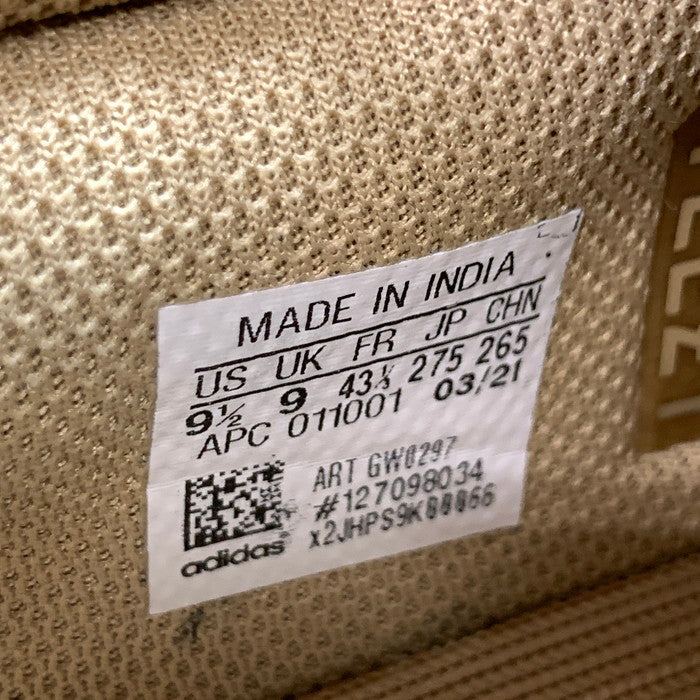 MADE IN INDIA
US UK FR JP CHN
9½ 9 43⅓ 275 265
APC 011001 03/21
ART GW0297
#127098034
adidas